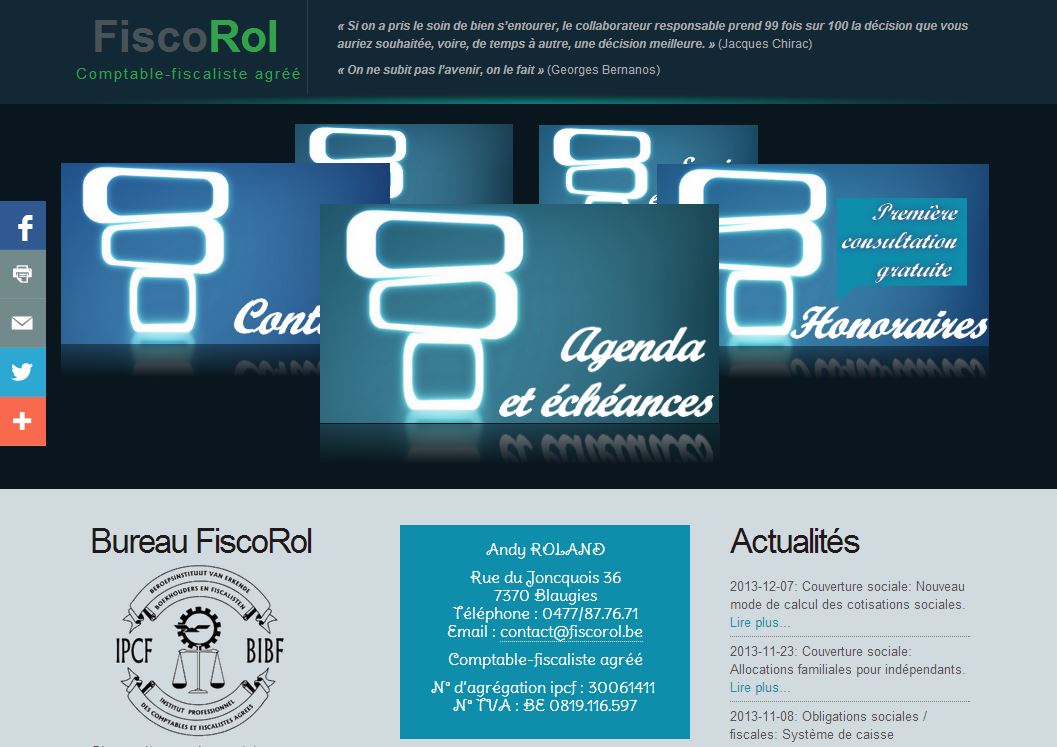 FiscoRol
Comptable-fiscaliste agréé
« Si on a pris le soin de bien s'entourer, le collaborateur responsable prend 99 fois sur 100 la décision que vous
auriez souhaitée, voire, de temps à autre, une décision meilleure. » (Jacques Chirac)
« On ne subit pas l'avenir, on le fait » (Georges Bernanos)
Première
consultation
gratuite
Honoraires
Agenda
et échéances
Bureau FiscoRol
BEROEPSINSTITUUT VAN ERKENDE
BOEKHOUDERS EN FISCALISTEN
IPCF
BIBF
INSTITUT PROFESSIONNEL
DES COMPTABLES ET FISCALISTES AGRÉÉS
Andy ROLAND
Rue du Joncquois 36
7370 Blaugies
Téléphone : 0477/87.76.71
Email : contact@fiscorol.be
Comptable-fiscaliste agréé
N° d'agrégation ipcf : 30061411
N° TVA : BE 0819.116.597
Actualités
2013-12-07: Couverture sociale: Nouveau
mode de calcul des cotisations sociales.
Lire plus...
2013-11-23: Couverture sociale:
Allocations familiales pour indépendants.
Lire plus...
2013-11-08: Obligations sociales /
fiscales: Système de caisse